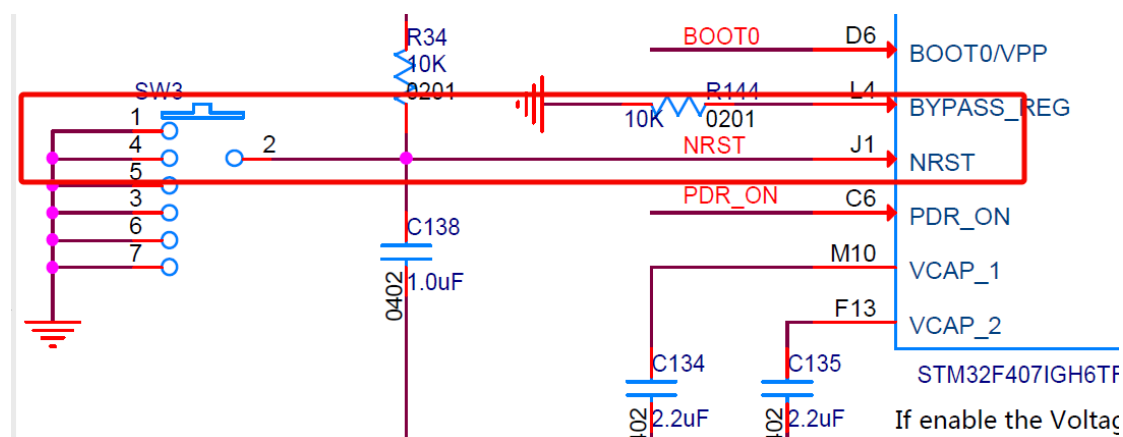 R34
10K
0201
SW3
1
4
5
3
6
7
2
C138
1.0uF
0402
BOOT0
D6
BOOT0/VPP
R144
10K
0201
L4
BYPASS_REG
NRST
J1
NRST
PDR_ON
C6
PDR_ON
M10
VCAP_1
F13
VCAP_2
C134
2.2uF
C135
2.2uF
STM32F407IGH6
If enable the